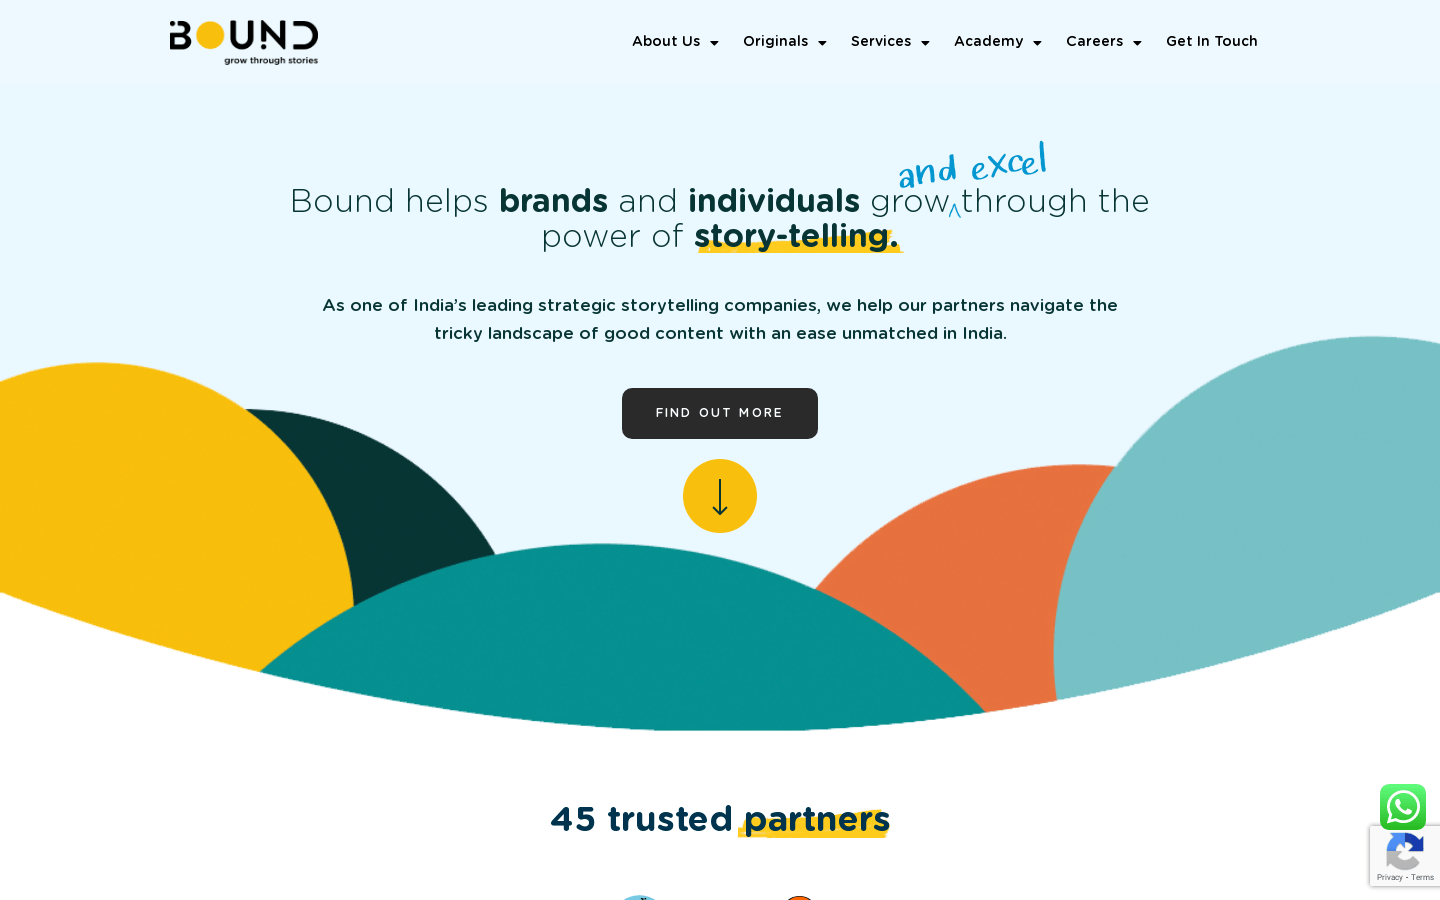 BOUND
grow through stories
About Us
Originals
Services
Academy
Careers
Get In Touch
and excel
Bound helps brands and individuals grow through the
power of story-telling.
As one of India’s leading strategic storytelling companies, we help our partners navigate the
tricky landscape of good content with an ease unmatched in India.
FIND OUT MORE
45 trusted partners
Privacy - Terms